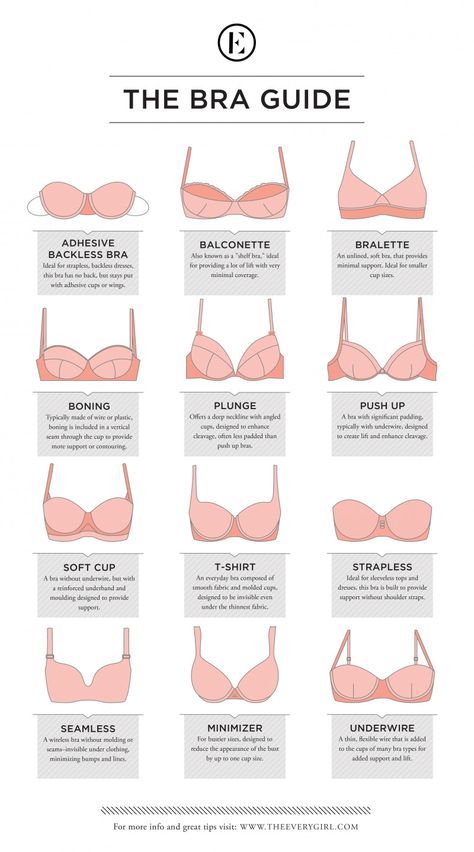 E
THE BRA GUIDE
ADHESIVE
BACKLESS BRA
Ideal for strapless, backless dresses,
this bra has no back, but stays put
with adhesive cups or wings.
BALCONETTE
Also known as a "shelf bra," ideal
for providing a lot of lift with very
minimal coverage.
BRALETTE
An unlined, soft bra, that provides
minimal support. Ideal for smaller
cup sizes.
BONING
Typically made of wire or plastic,
boning is included in a vertical
seam through the cup to provide
more support or contouring.
PLUNGE
Offers a deep neckline with angled
cups, designed to enhance
cleavage, often less padded than
push up bras.
PUSH UP
A bra with significant padding,
typically with underwire, designed
to create lift and enhance cleavage.
SOFT CUP
A bra without underwire, but with
a reinforced underband and
moulding designed to provide
support.
T-SHIRT
An everyday bra composed of
smooth fabric and molded cups,
designed to be invisible even
under the thinnest fabric.
STRAPLESS
Ideal for sleeveless tops and
dresses, this bra is built to provide
support without shoulder straps.
SEAMLESS
A wireless bra without molding or
seams–invisible under clothing,
minimizing bumps and lines.
MINIMIZER
For bustier sizes, designed to
reduce the appearance of the bust
by up to one cup size.
UNDERWIRE
A thin, flexible wire that is added
to the cups of many bra types for
added support and lift.
For more info and great tips visit: WWW.THEEVERYGIRL.COM